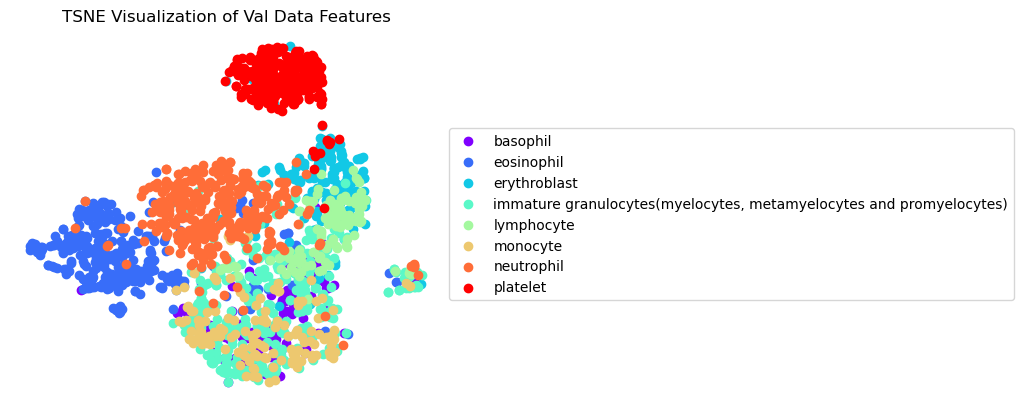 TSNE Visualization of Val Data Features
basophil
eosinophil
erythroblast
immature granulocytes(myelocytes, metamyelocytes and promyelocytes)
lymphocyte
monocyte
neutrophil
platelet